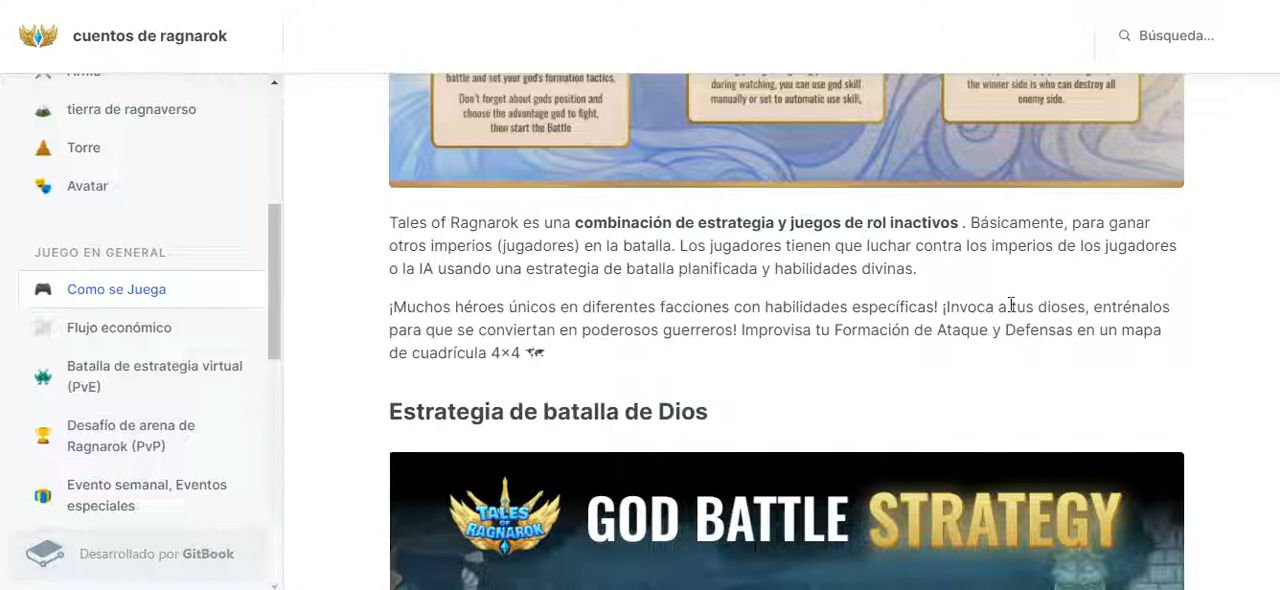 cuentos de ragnarok
Búsqueda...
tierra de ragnaverso
Torre
Avatar
JUEGO EN GENERAL
Como se Juega
Flujo económico
Batalla de estrategia virtual
(PvE)
Desafío de arena de
Ragnarok (PvP)
Evento semanal, Eventos
especiales
Desarrollado por GitBook
battle and set your god's formation tactics.
Don't forget about gods position and
choose the advantage god to fight,
then start the Battle
during watching, you can use god skill
manually or set to automatic use skill,
the winner side is who can destroy all
enemy side.
Tales of Ragnarok es una combinación de estrategia y juegos de rol inactivos . Básicamente, para ganar
otros imperios (jugadores) en la batalla. Los jugadores tienen que luchar contra los imperios de los jugadores
o la IA usando una estrategia de batalla planificada y habilidades divinas.
¡Muchos héroes únicos en diferentes facciones con habilidades específicas! ¡Invoca a tus dioses, entrénalos
para que se conviertan en poderosos guerreros! Improvisa tu Formación de Ataque y Defensas en un mapa
de cuadrícula 4×4 🗺
Estrategia de batalla de Dios
TALES OF RAGNAROK
GOD BATTLE STRATEGY